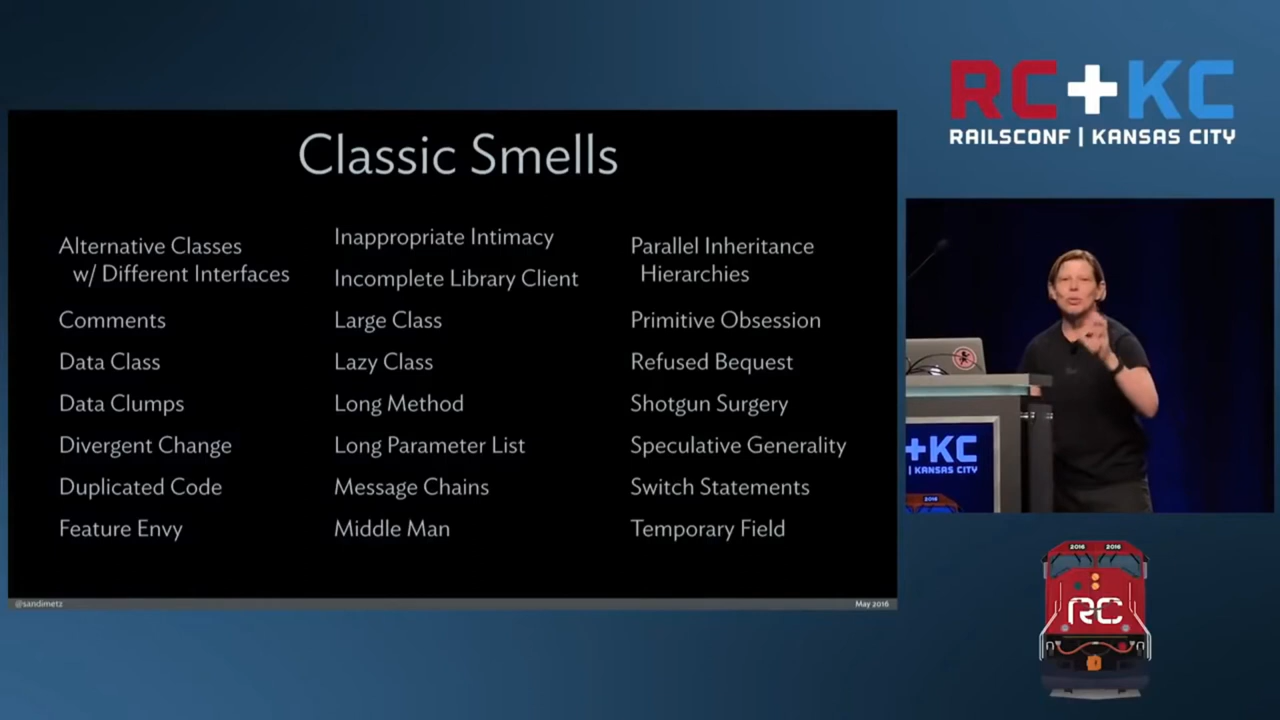 Classic Smells
Alternative Classes
w/ Different Interfaces
Comments
Data Class
Data Clumps
Divergent Change
Duplicated Code
Feature Envy
Inappropriate Intimacy
Incomplete Library Client
Large Class
Lazy Class
Long Method
Long Parameter List
Message Chains
Middle Man
Parallel Inheritance
Hierarchies
Primitive Obsession
Refused Bequest
Shotgun Surgery
Speculative Generality
Switch Statements
Temporary Field
@sandimetz
May 2016
RC+KC
RAILSCONF | KANSAS CITY
+KC
| KANSAS CITY
2016
2016 2016
RC